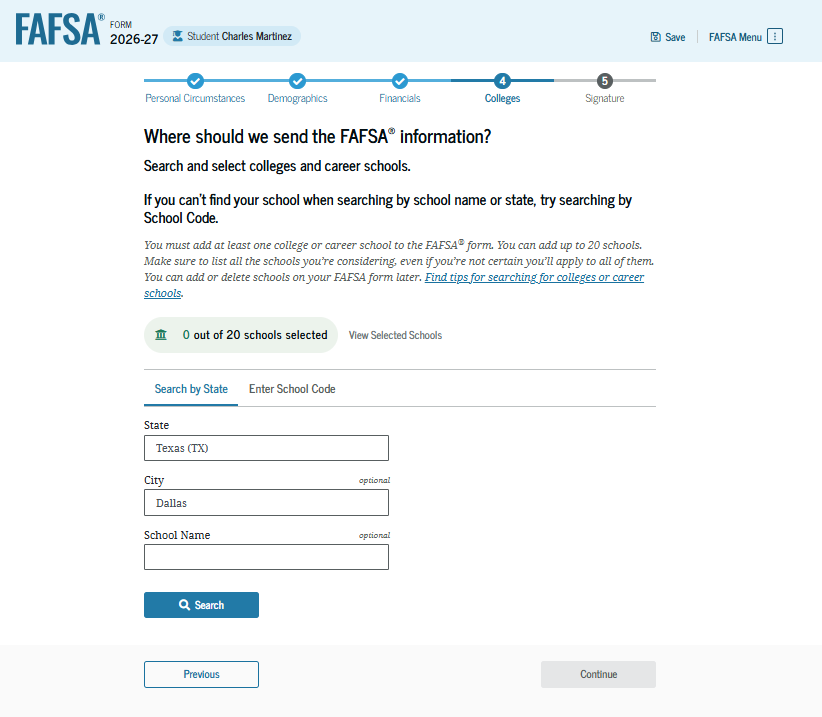 FAFSA® FORM 2026-27
Student Charles Martinez
Save
FAFSA Menu
Personal Circumstances
Demographics
Financials
4
Colleges
5
Signature
Where should we send the FAFSA® information?
Search and select colleges and career schools.
If you can't find your school when searching by school name or state, try searching by
School Code.
You must add at least one college or career school to the FAFSA® form. You can add up to 20 schools.
Make sure to list all the schools you're considering, even if you're not certain you'll apply to all of them.
You can add or delete schools on your FAFSA form later. Find tips for searching for colleges or career
schools.
0 out of 20 schools selected
View Selected Schools
Search by State
Enter School Code
State
Texas (TX)
City
optional
Dallas
School Name
optional
Search
Previous
Continue